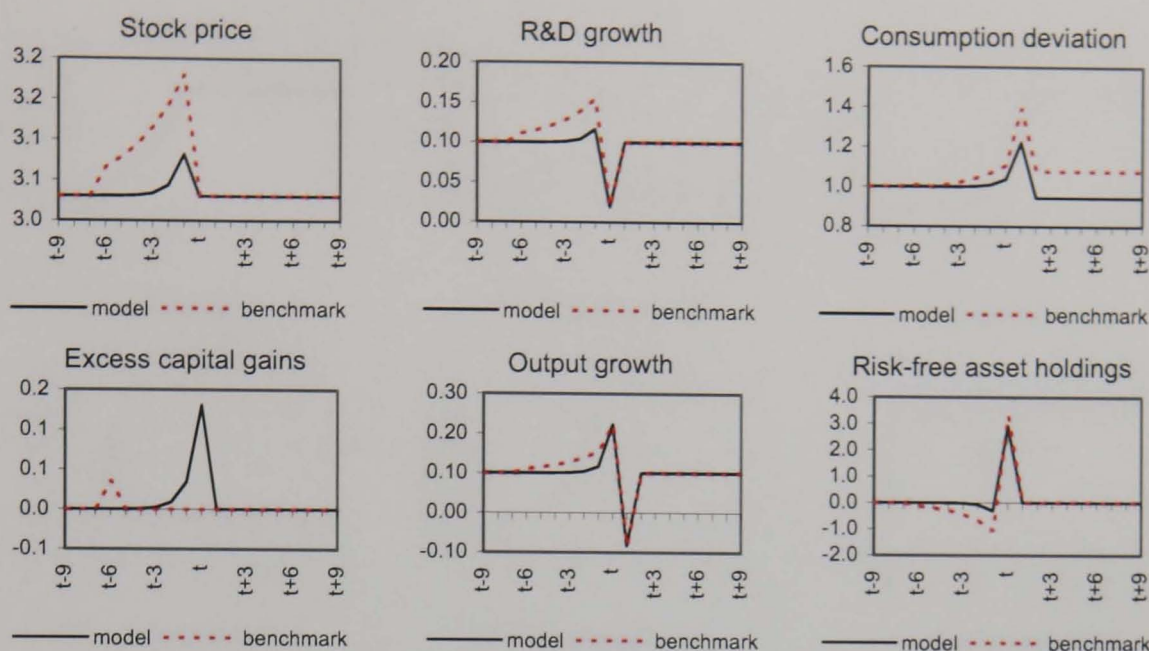 Stock price
3.2
3.2
3.1
3.1
3.0
t-9 t-6 t-3 t t+3 t+6 t+9
model benchmark
R&D growth
0.20
0.15
0.10
0.05
0.00
t-9 t-6 t-3 t t+3 t+6 t+9
model benchmark
Consumption deviation
1.6
1.4
1.2
1.0
0.8
t-9 t-6 t-3 t t+3 t+6 t+9
model benchmark
Excess capital gains
0.2
0.1
0.1
0.0
-0.1
t-9 t-6 t-3 t t+3 t+6 t+9
model benchmark
Output growth
0.30
0.20
0.10
0.00
-0.10
t-9 t-6 t-3 t t+3 t+6 t+9
model benchmark
Risk-free asset holdings
4.0
3.0
2.0
1.0
0.0
-1.0
-2.0
t-9 t-6 t-3 t t+3 t+6 t+9
model benchmark